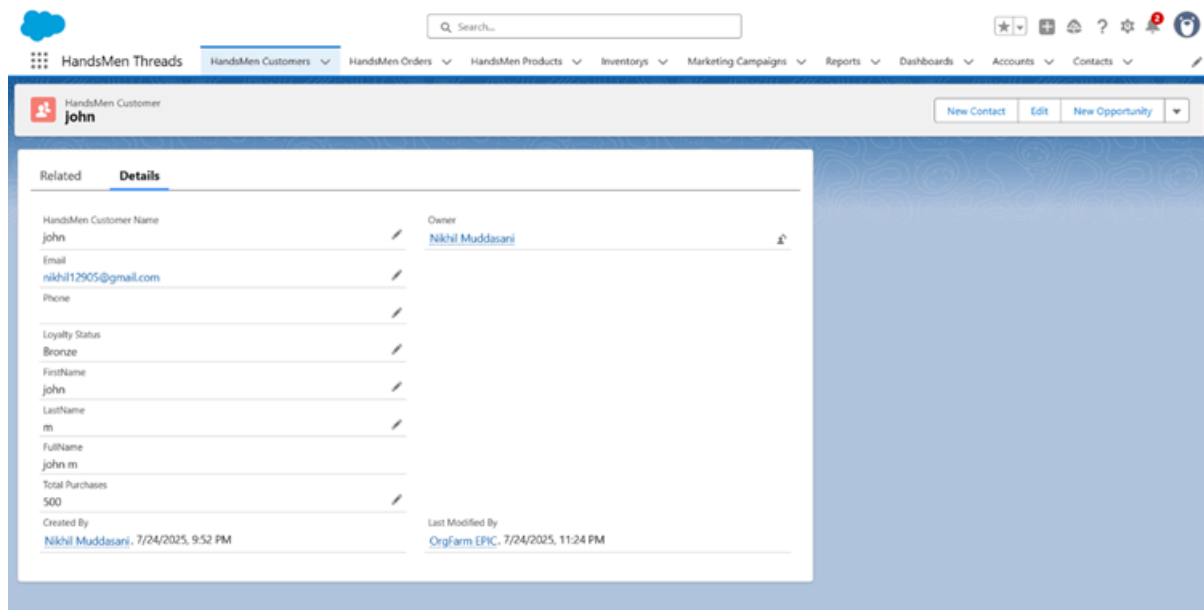 Search...
2
HandsMen Threads HandsMen Customers HandsMen Orders HandsMen Products Inventorys Marketing Campaigns Reports Dashboards Accounts Contacts
HandsMen Customer
john
New Contact Edit New Opportunity
Related Details
HandsMen Customer Name
john
Owner
Nikhil Muddasani
Email
nikhil12905@gmail.com
Phone
Loyalty Status
Bronze
FirstName
john
LastName
m
FullName
john m
Total Purchases
500
Created By
Nikhil Muddasani, 7/24/2025, 9:52 PM
Last Modified By
OrgFarm EPIC, 7/24/2025, 11:24 PM